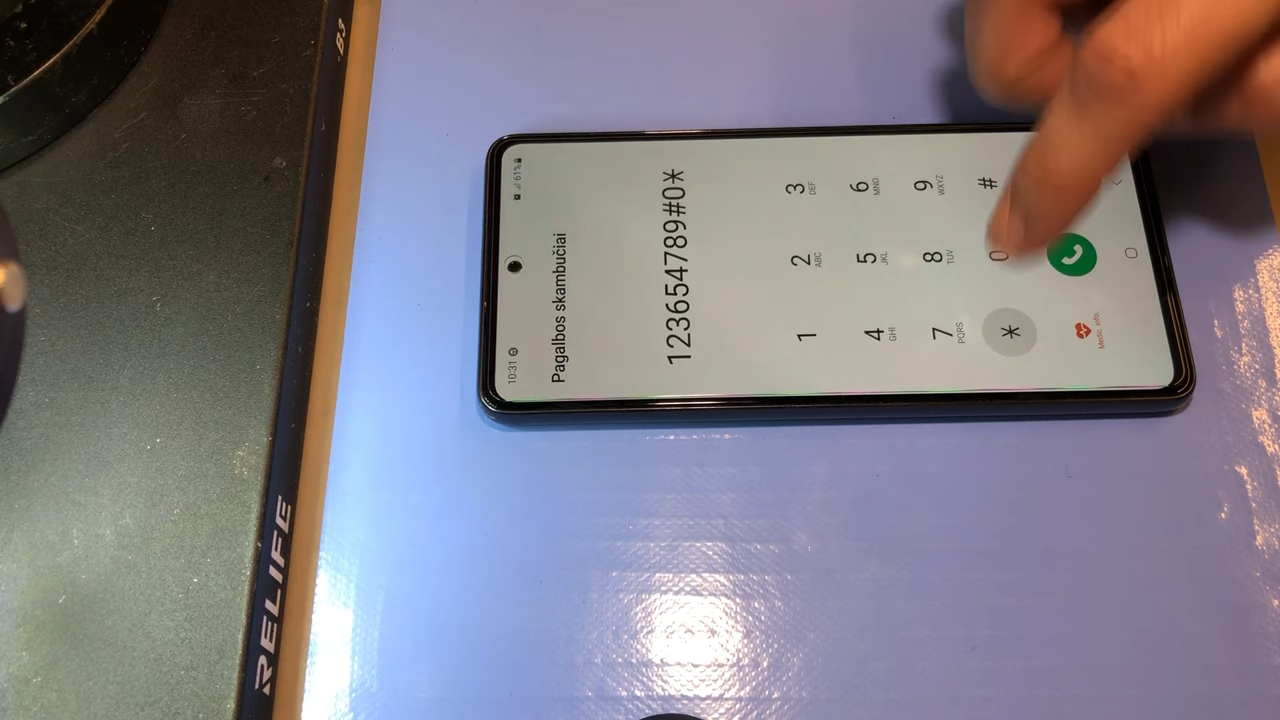 10:31
61%
Pagalbos skambučiai
123654789#0*
1
2 ABC
3 DEF
4 GHI
5 JKL
6 MNO
7 PQRS
8 TUV
9 WXYZ
*
0
#
Medic. info.
RELIFE
B3